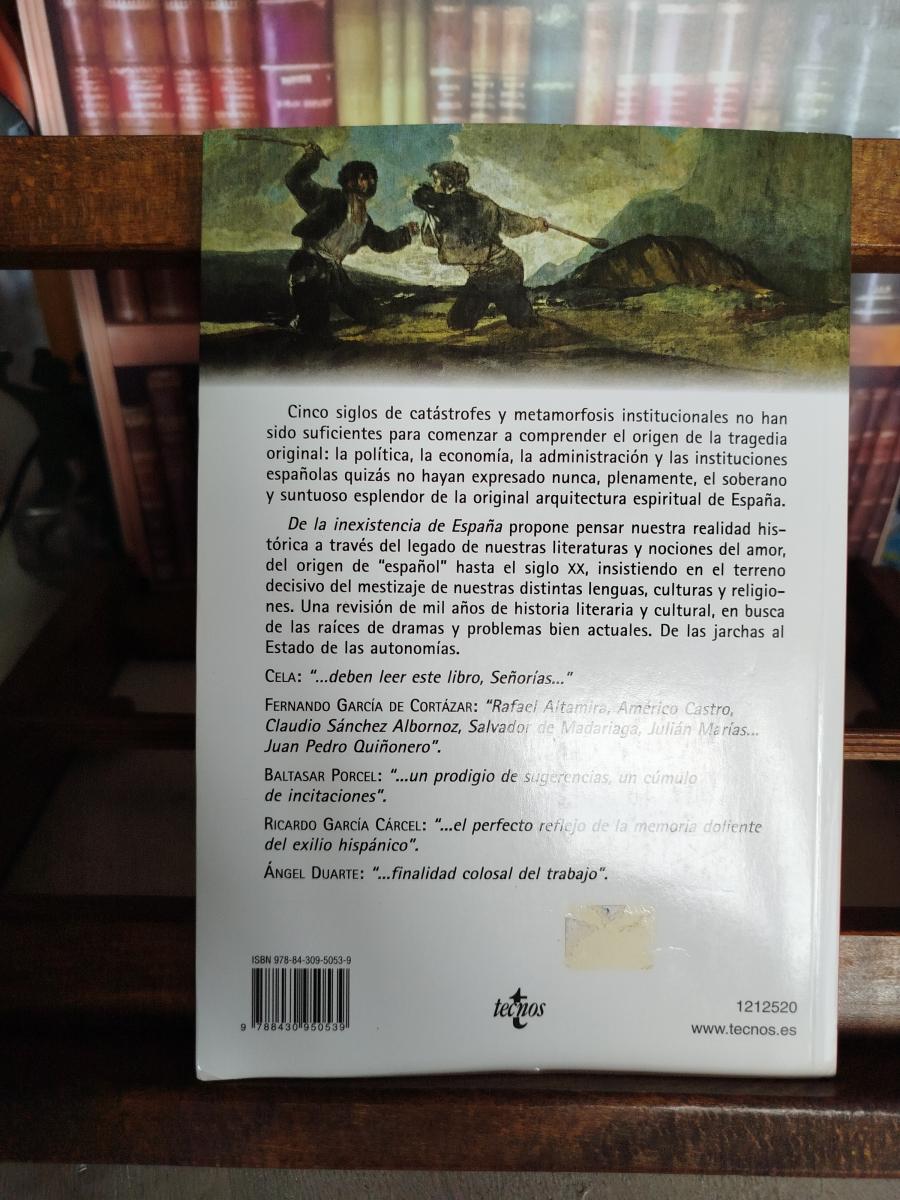 Cinco siglos de catástrofes y metamorfosis institucionales no han
sido suficientes para comenzar a comprender el origen de la tragedia
original: la política, la economía, la administración y las instituciones
españolas quizás no hayan expresado nunca, plenamente, el soberano
y suntuoso esplendor de la original arquitectura espiritual de España.
De la inexistencia de España propone pensar nuestra realidad his-
tórica a través del legado de nuestras literaturas y nociones del amor,
del origen de "español" hasta el siglo XX, insistiendo en el terreno
decisivo del mestizaje de nuestras distintas lenguas, culturas y religio-
nes. Una revisión de mil años de historia literaria y cultural, en busca
de las raíces de dramas y problemas bien actuales. De las jarchas al
Estado de las autonomías.
CELA: "...deben leer este libro, Señorías..."
FERNANDO GARCÍA DE CORTÁZAR: "Rafael Altamira, Américo Castro,
Claudio Sánchez Albornoz, Salvador de Madariaga, Julián Marías...
Juan Pedro Quiñonero".
BALTASAR PORCEL: "...un prodigio de sugerencias, un cúmulo
de incitaciones".
RICARDO GARCÍA CÁRCEL: "...el perfecto reflejo de la memoria doliente
del exilio hispánico".
ÁNGEL DUARTE: "...finalidad colosal del trabajo".
ISBN 978-84-309-5053-9
9 788430 950539
tecnos
1212520
www.tecnos.es